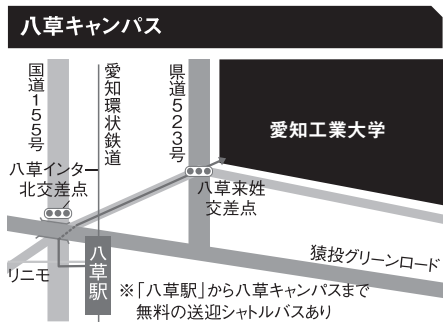 八草キャンパス
国道155号
愛知環状鉄道
県道523号
愛知工業大学
八草インター
北交差点
八草来姓
交差点
猿投グリーンロード
リニモ
八草駅
※「八草駅」から八草キャンパスまで
無料の送迎シャトルバスあり